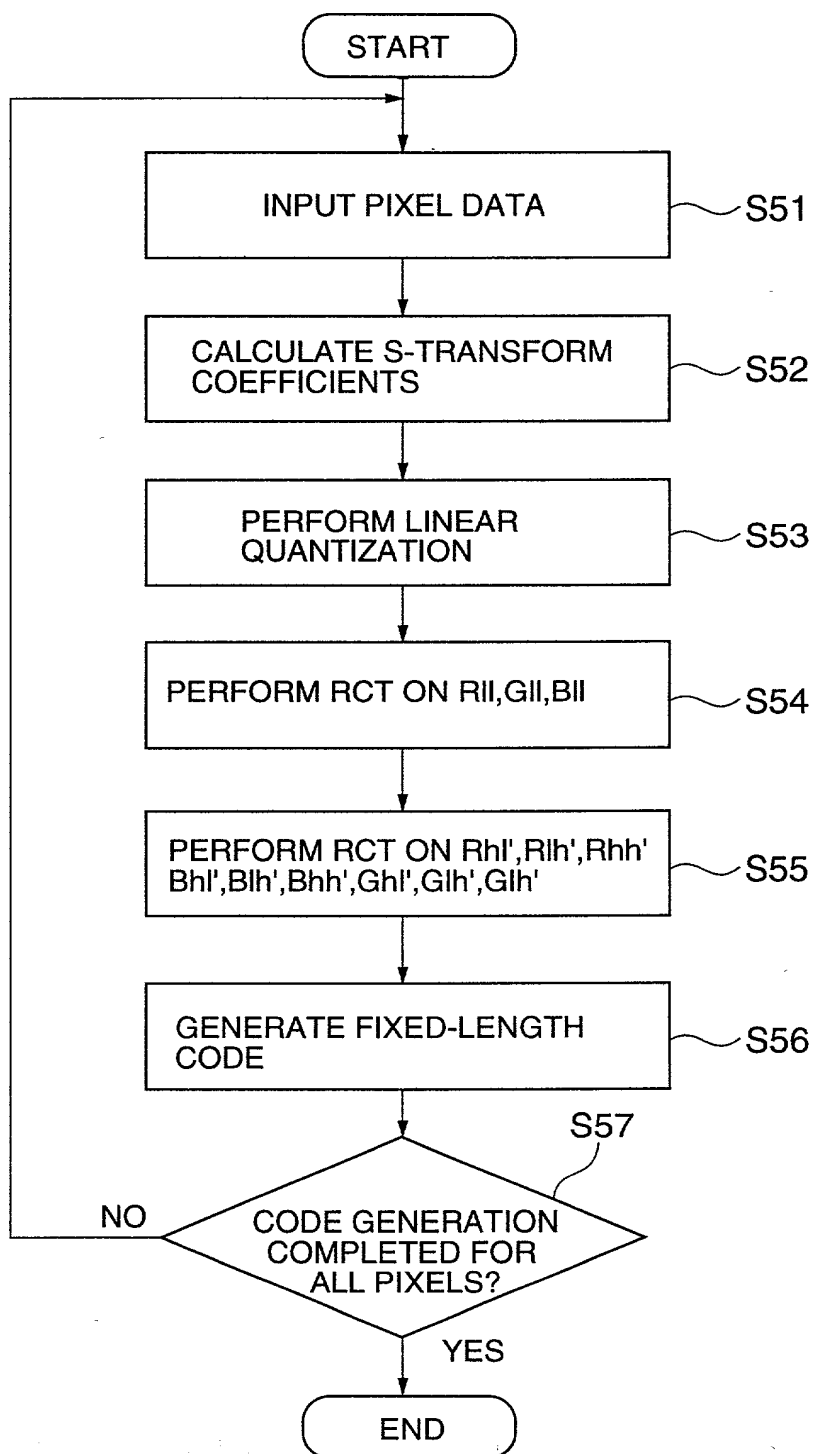 START
INPUT PIXEL DATA
S51
CALCULATE S-TRANSFORM
COEFFICIENTS
S52
PERFORM LINEAR
QUANTIZATION
S53
PERFORM RCT ON Rll,Gll,Bll
S54
PERFORM RCT ON Rhl',Rlh',Rhh'
Bhl',Blh',Bhh',Ghl',Glh',Glh'
S55
GENERATE FIXED-LENGTH
CODE
S56
S57
NO
CODE GENERATION
COMPLETED FOR
ALL PIXELS?
YES
END